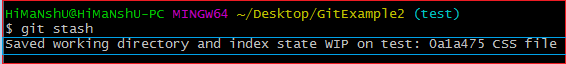 HiMaNshU@HiMaNshU-PC MINGW64 ~/Desktop/GitExample2 (test)
$ git stash
Saved working directory and index state WIP on test: 0a1a475 CSS file